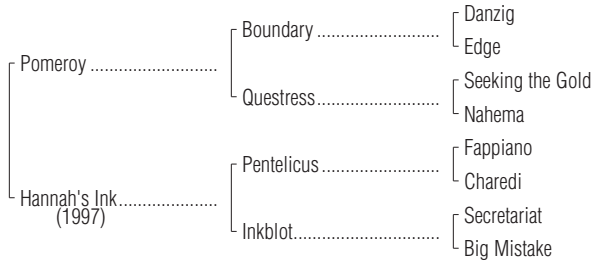 Danzig
Boundary ........................................
Edge
Pomeroy ..........................................
Seeking the Gold
Questress........................................
Nahema
Fappiano
Pentelicus........................................
Charedi
Hannah's Ink................................
(1997)
Secretariat
Inkblot................................................
Big Mistake